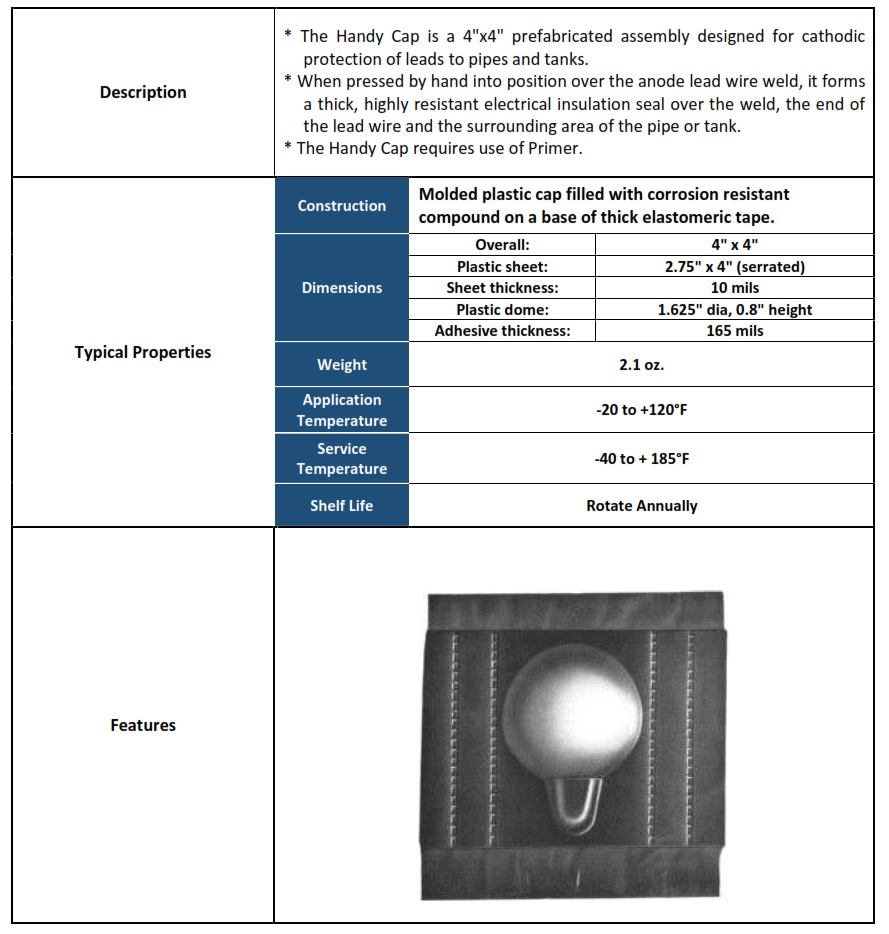 Description
* The Handy Cap is a 4"x4" prefabricated assembly designed for cathodic
protection of leads to pipes and tanks.
* When pressed by hand into position over the anode lead wire weld, it forms
a thick, highly resistant electrical insulation seal over the weld, the end of
the lead wire and the surrounding area of the pipe or tank.
* The Handy Cap requires use of Primer.
Typical Properties
Construction
Molded plastic cap filled with corrosion resistant
compound on a base of thick elastomeric tape.
Dimensions
Overall: 4" x 4"
Plastic sheet: 2.75" x 4" (serrated)
Sheet thickness: 10 mils
Plastic dome: 1.625" dia, 0.8" height
Adhesive thickness: 165 mils
Weight 2.1 oz.
Application
Temperature
-20 to +120°F
Service
Temperature
-40 to + 185°F
Shelf Life Rotate Annually
Features